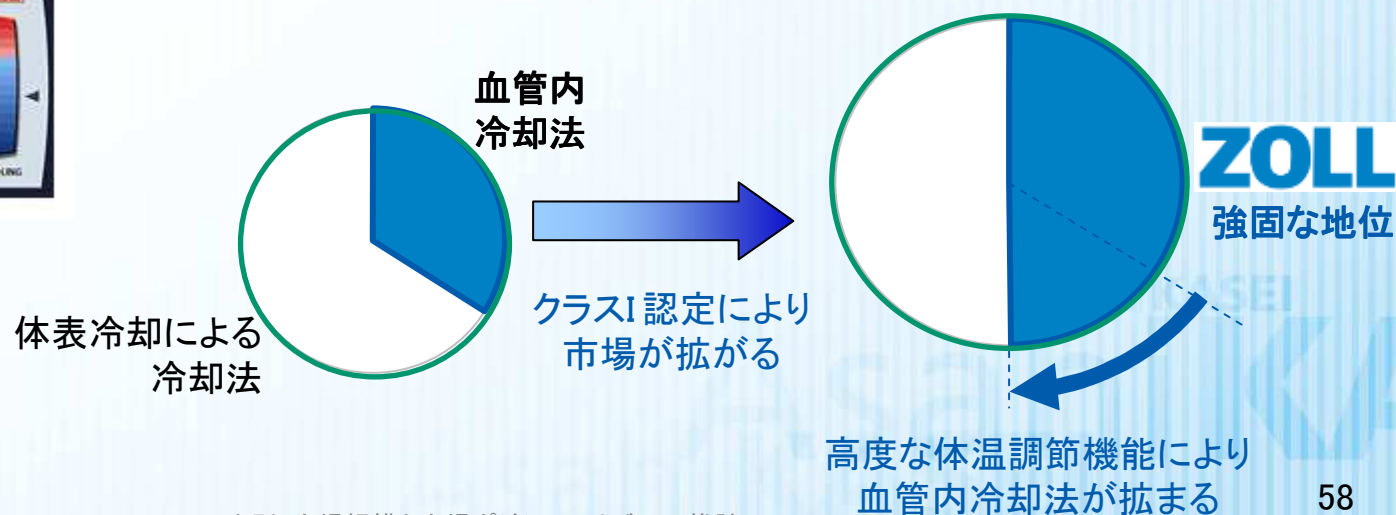 血管内
冷却法
体表冷却による
冷却法
クラスI 認定により
市場が拡がる
ZOLL
強固な地位
高度な体温調節機能により
血管内冷却法が拡まる
58